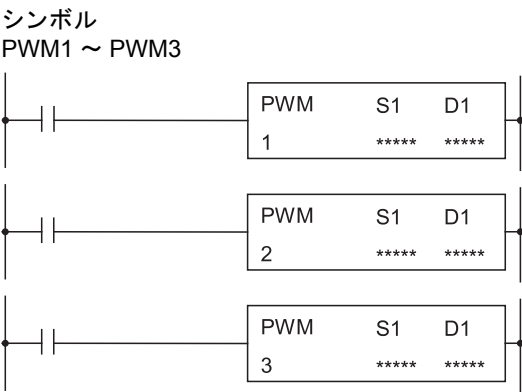 シンボル
PWM1 ～ PWM3
PWM S1 D1
1 ***** *****
PWM S1 D1
2 ***** *****
PWM S1 D1
3 ***** *****